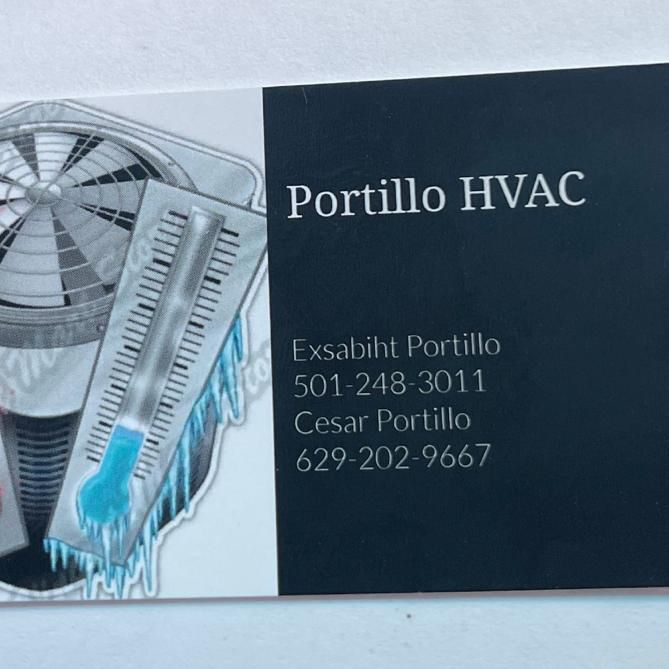 Portillo HVAC
Exsabiht Portillo
501-248-3011
Cesar Portillo
629-202-9667